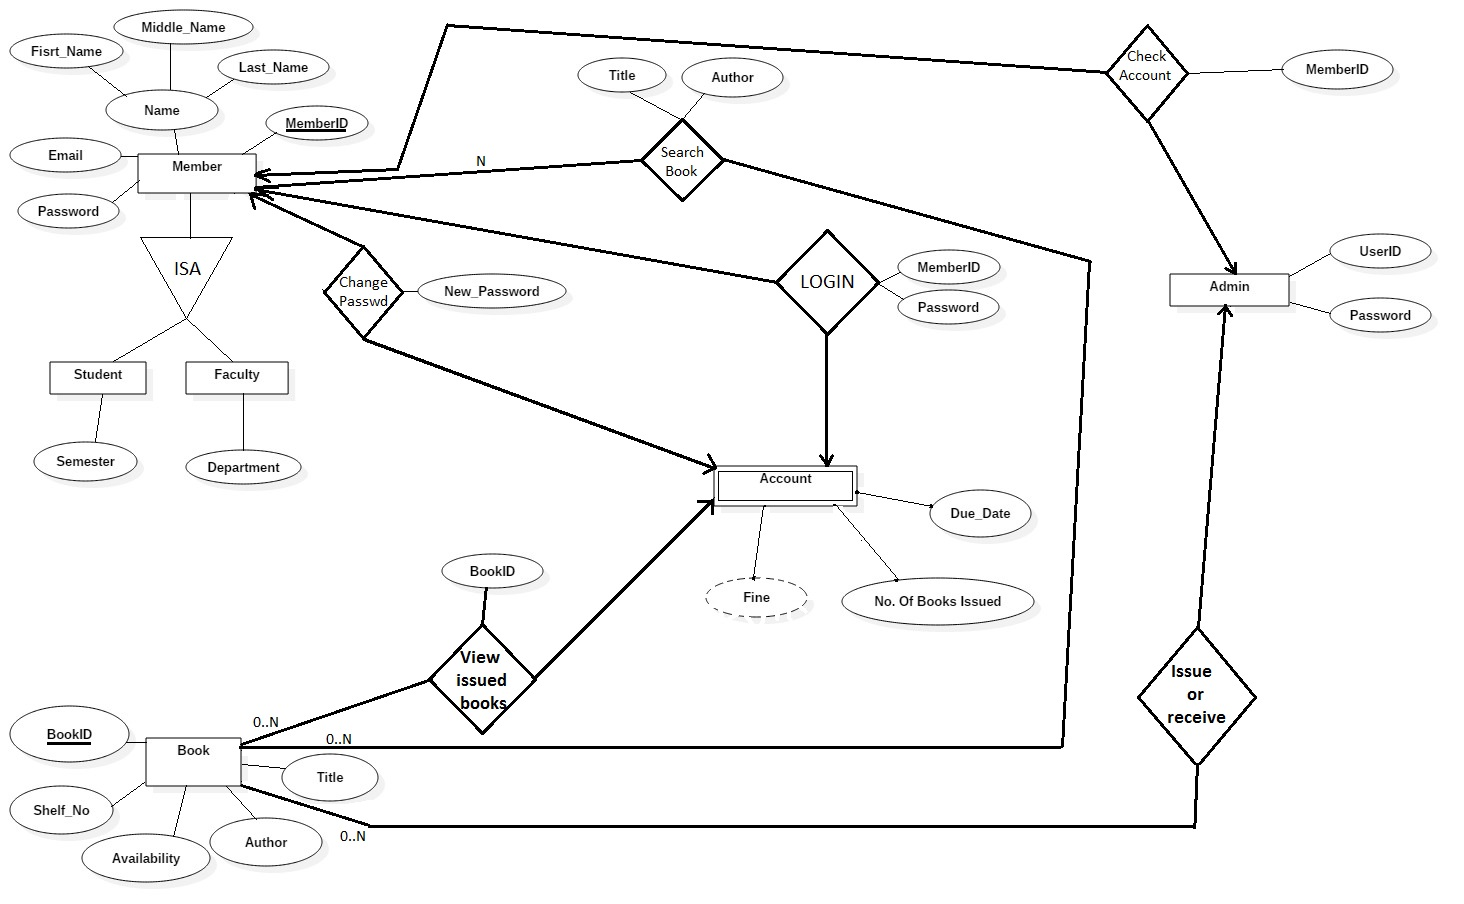 Middle_Name
Fisrt_Name
Last_Name
Name
MemberID
Email
Member
Password
ISA
Student
Faculty
Semester
Department
Title
Author
Search
Book
N
Check
Account
MemberID
Change
Passwd
New_Password
LOGIN
MemberID
Password
UserID
Admin
Password
Account
Due_Date
Fine
No. Of Books Issued
BookID
View
issued
books
Issue
or
receive
0..N
0..N
0..N
BookID
Book
Title
Shelf_No
Availability
Author